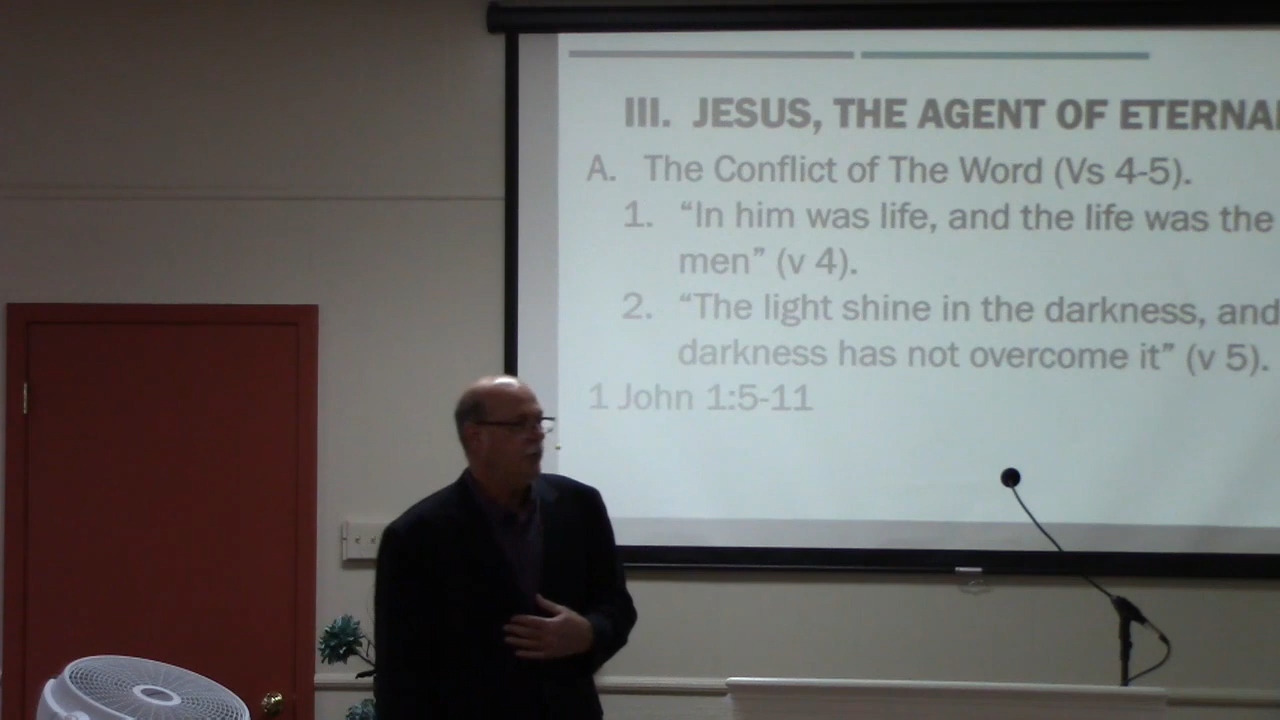 III. JESUS, THE AGENT OF ETERNAL
A. The Conflict of The Word (Vs 4-5).
1. “In him was life, and the life was the
men” (v 4).
2. “The light shine in the darkness, and
darkness has not overcome it” (v 5).
1 John 1:5-11